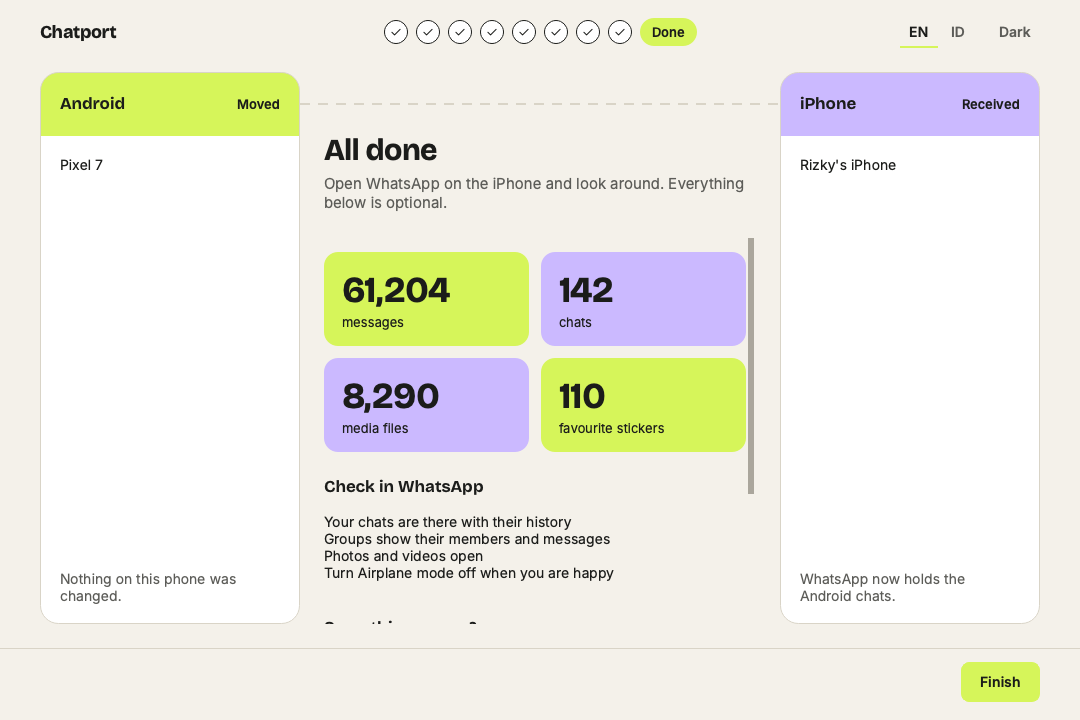 Chatport
Done
EN
ID
Dark
Android
Moved
Pixel 7
Nothing on this phone was
changed.
All done
Open WhatsApp on the iPhone and look around. Everything
below is optional.
61,204
messages
142
chats
8,290
media files
110
favourite stickers
Check in WhatsApp
Your chats are there with their history
Groups show their members and messages
Photos and videos open
Turn Airplane mode off when you are happy
iPhone
Received
Rizky's iPhone
WhatsApp now holds the
Android chats.
Finish